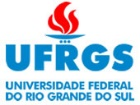 UFRGS
UNIVERSIDADE FEDERAL
DO RIO GRANDE DO SUL